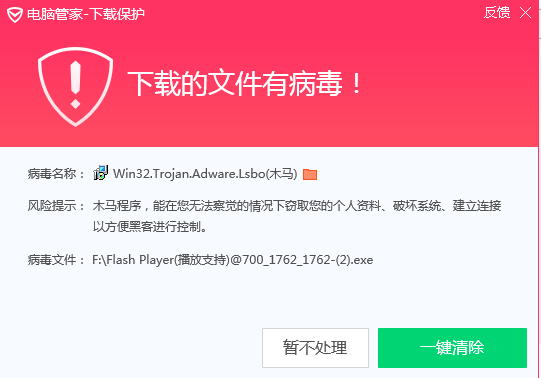 电脑管家-下载保护 反馈
下载的文件有病毒！
病毒名称： Win32.Trojan.Adware.Lsbo(木马)
风险提示： 木马程序，能在您无法察觉的情况下窃取您的个人资料、破坏系统、建立连接
以方便黑客进行控制。
病毒文件： F:\Flash Player(播放支持)@700_1762_1762-(2).exe
暂不处理 一键清除